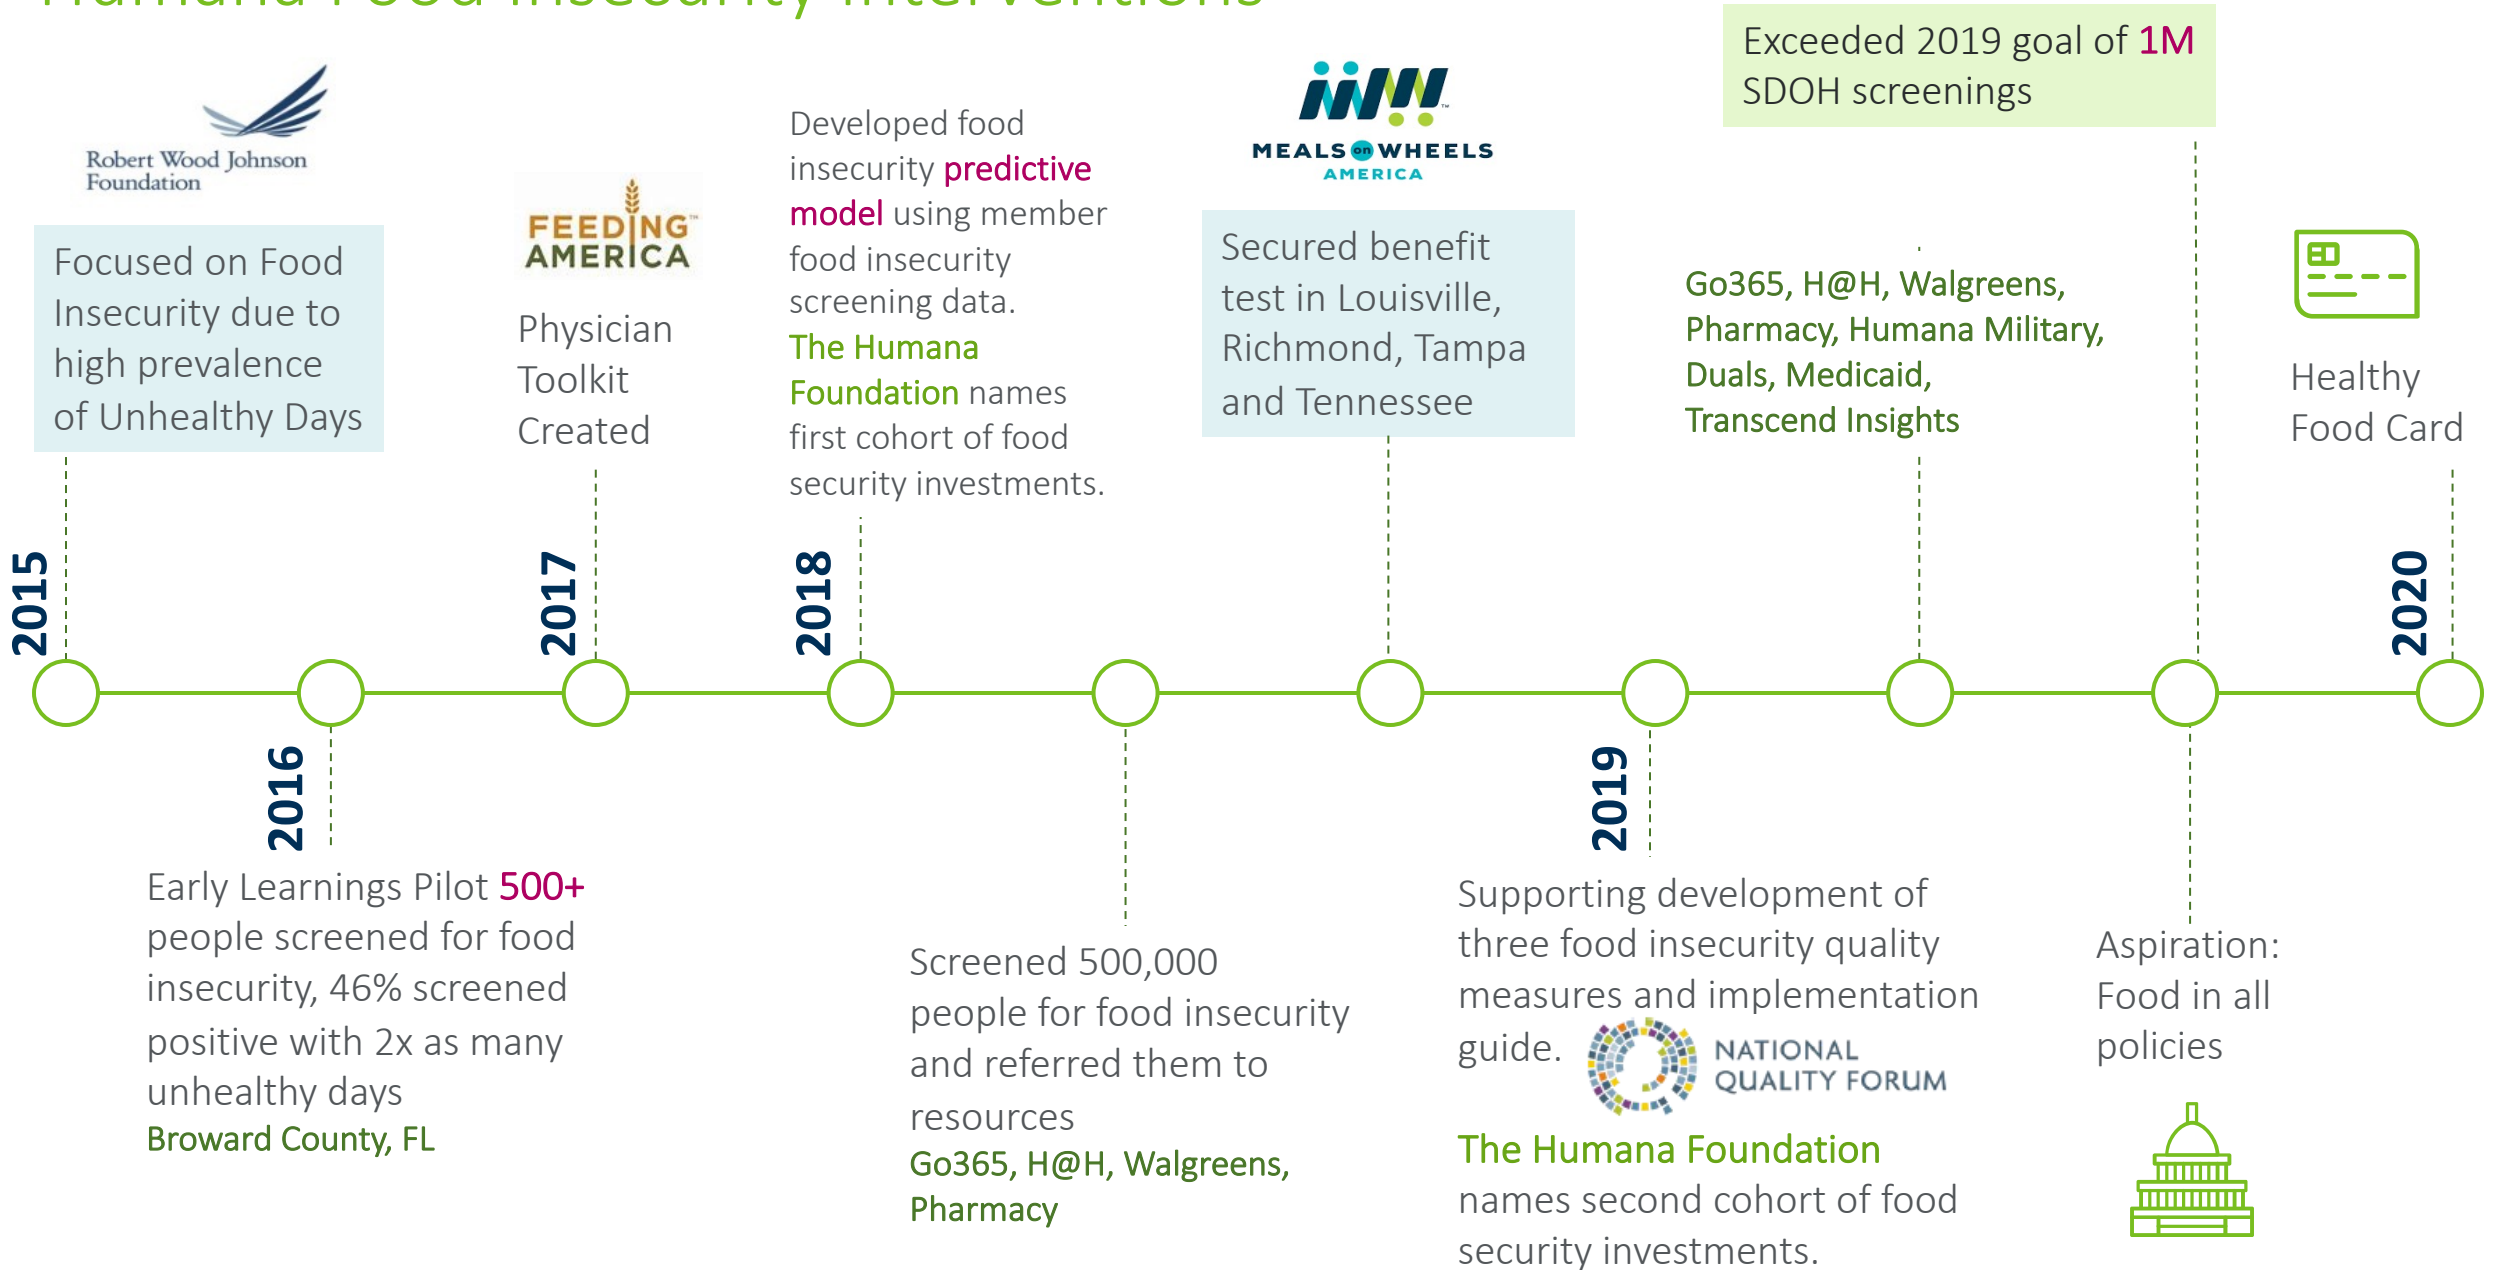 Humana Food Insecurity Interventions
Robert Wood Johnson
Foundation
Focused on Food
Insecurity due to
high prevalence
of Unhealthy Days
2015
2016
Early Learnings Pilot 500+
people screened for food
insecurity, 46% screened
positive with 2x as many
unhealthy days
Broward County, FL
FEEDING™
AMERICA
Physician
Toolkit
Created
2017
Developed food
insecurity predictive
model using member
food insecurity
screening data.
The Humana
Foundation names
first cohort of food
security investments.
2018
Screened 500,000
people for food insecurity
and referred them to
resources
Go365, H@H, Walgreens,
Pharmacy
MEALS on WHEELS
AMERICA
Secured benefit
test in Louisville,
Richmond, Tampa
and Tennessee
2019
Supporting development of
three food insecurity quality
measures and implementation
guide.
NATIONAL
QUALITY FORUM
The Humana Foundation
names second cohort of food
security investments.
Go365, H@H, Walgreens,
Pharmacy, Humana Military,
Duals, Medicaid,
Transcend Insights
Exceeded 2019 goal of 1M
SDOH screenings
Aspiration:
Food in all
policies
Healthy
Food Card
2020